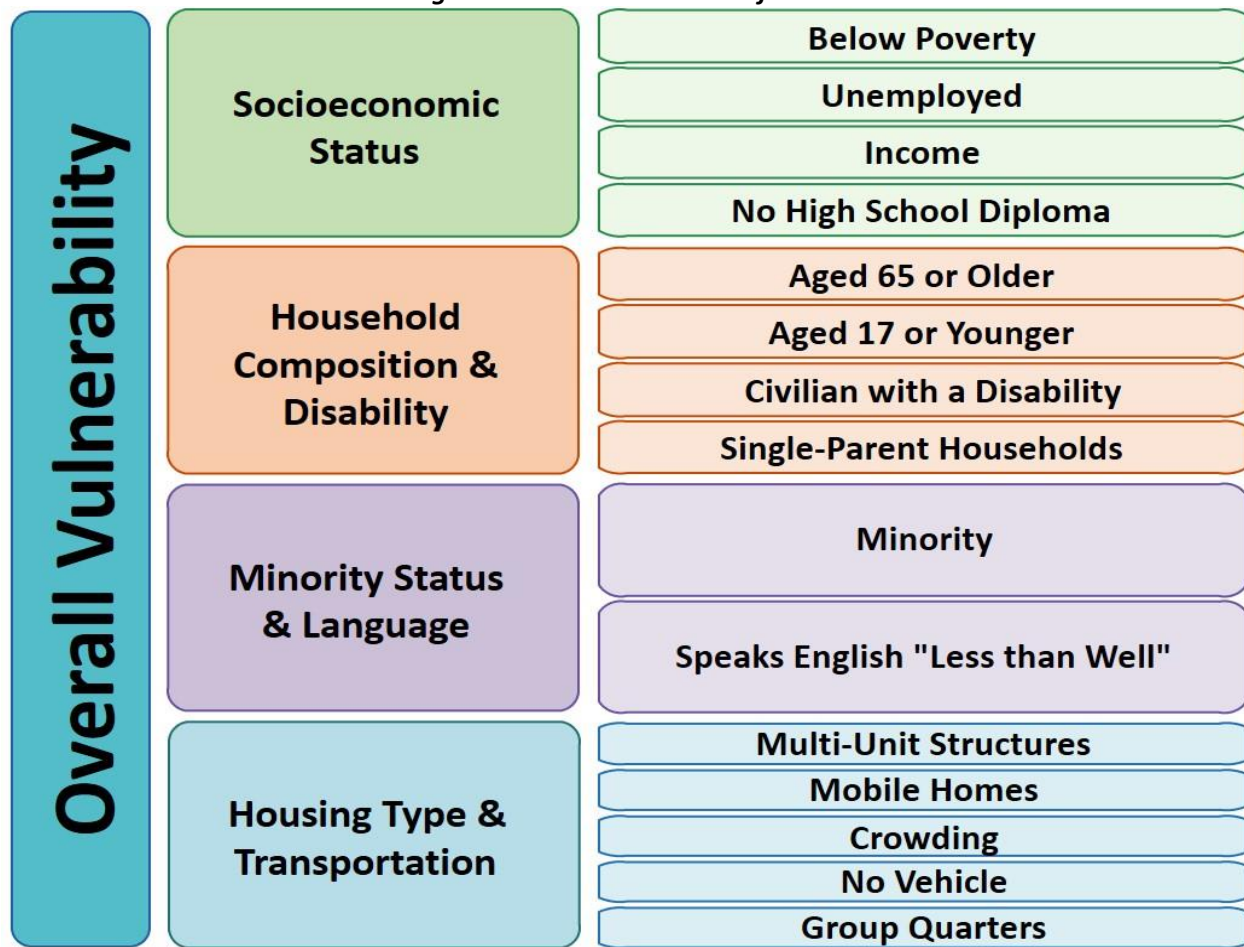 Overall Vulnerability
Socioeconomic
Status
Below Poverty
Unemployed
Income
No High School Diploma
Household
Composition &
Disability
Aged 65 or Older
Aged 17 or Younger
Civilian with a Disability
Single-Parent Households
Minority Status
& Language
Minority
Speaks English "Less than Well"
Housing Type &
Transportation
Multi-Unit Structures
Mobile Homes
Crowding
No Vehicle
Group Quarters